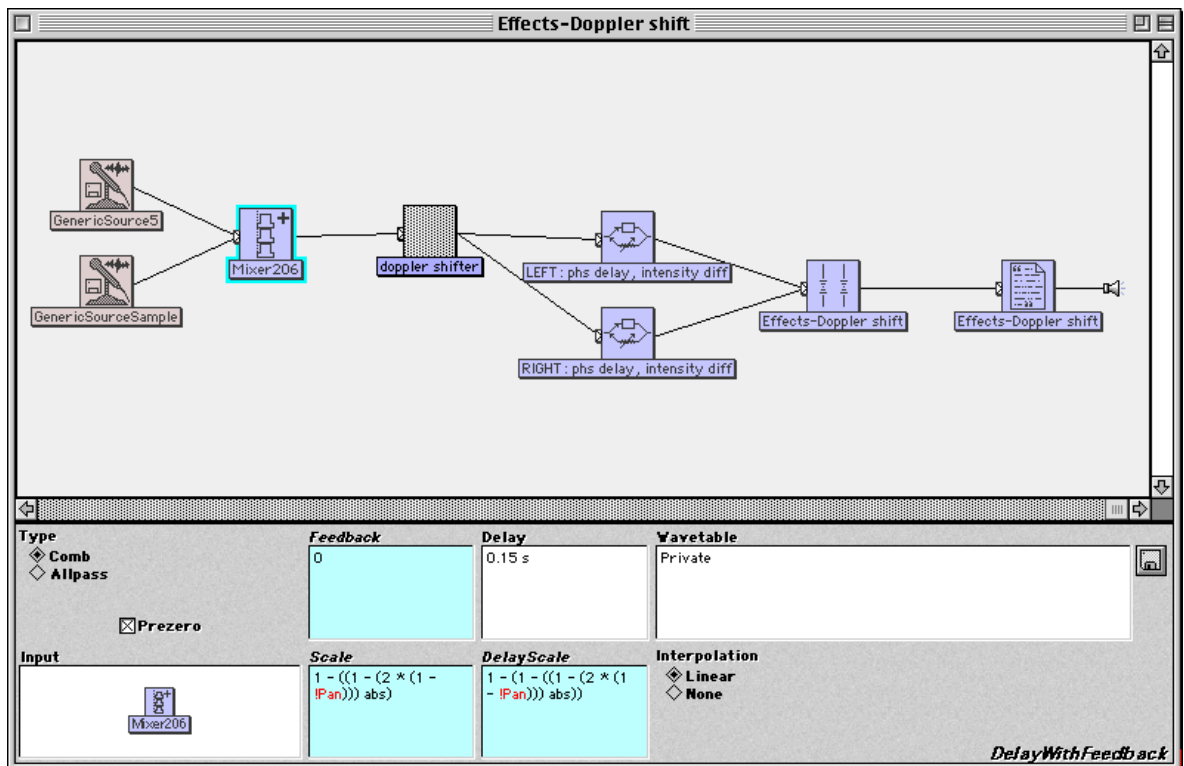 Effects-Doppler shift
GenericSource5
GenericSourceSample
Mixer206
doppler shifter
LEFT : phs delay, intensity diff
RIGHT : phs delay, intensity diff
Effects-Doppler shift
Effects-Doppler shift
Type
Comb
Allpass
Prezero
Feedback
0
Delay
0.15 s
Wavetable
Private
Input
Mixer206
Scale
1 - ((1 - (2 * (1 -
!Pan))) abs)
DelayScale
1 - (1 - ((1 - (2 * (1
- !Pan))) abs))
Interpolation
Linear
None
DelayWithFeedback